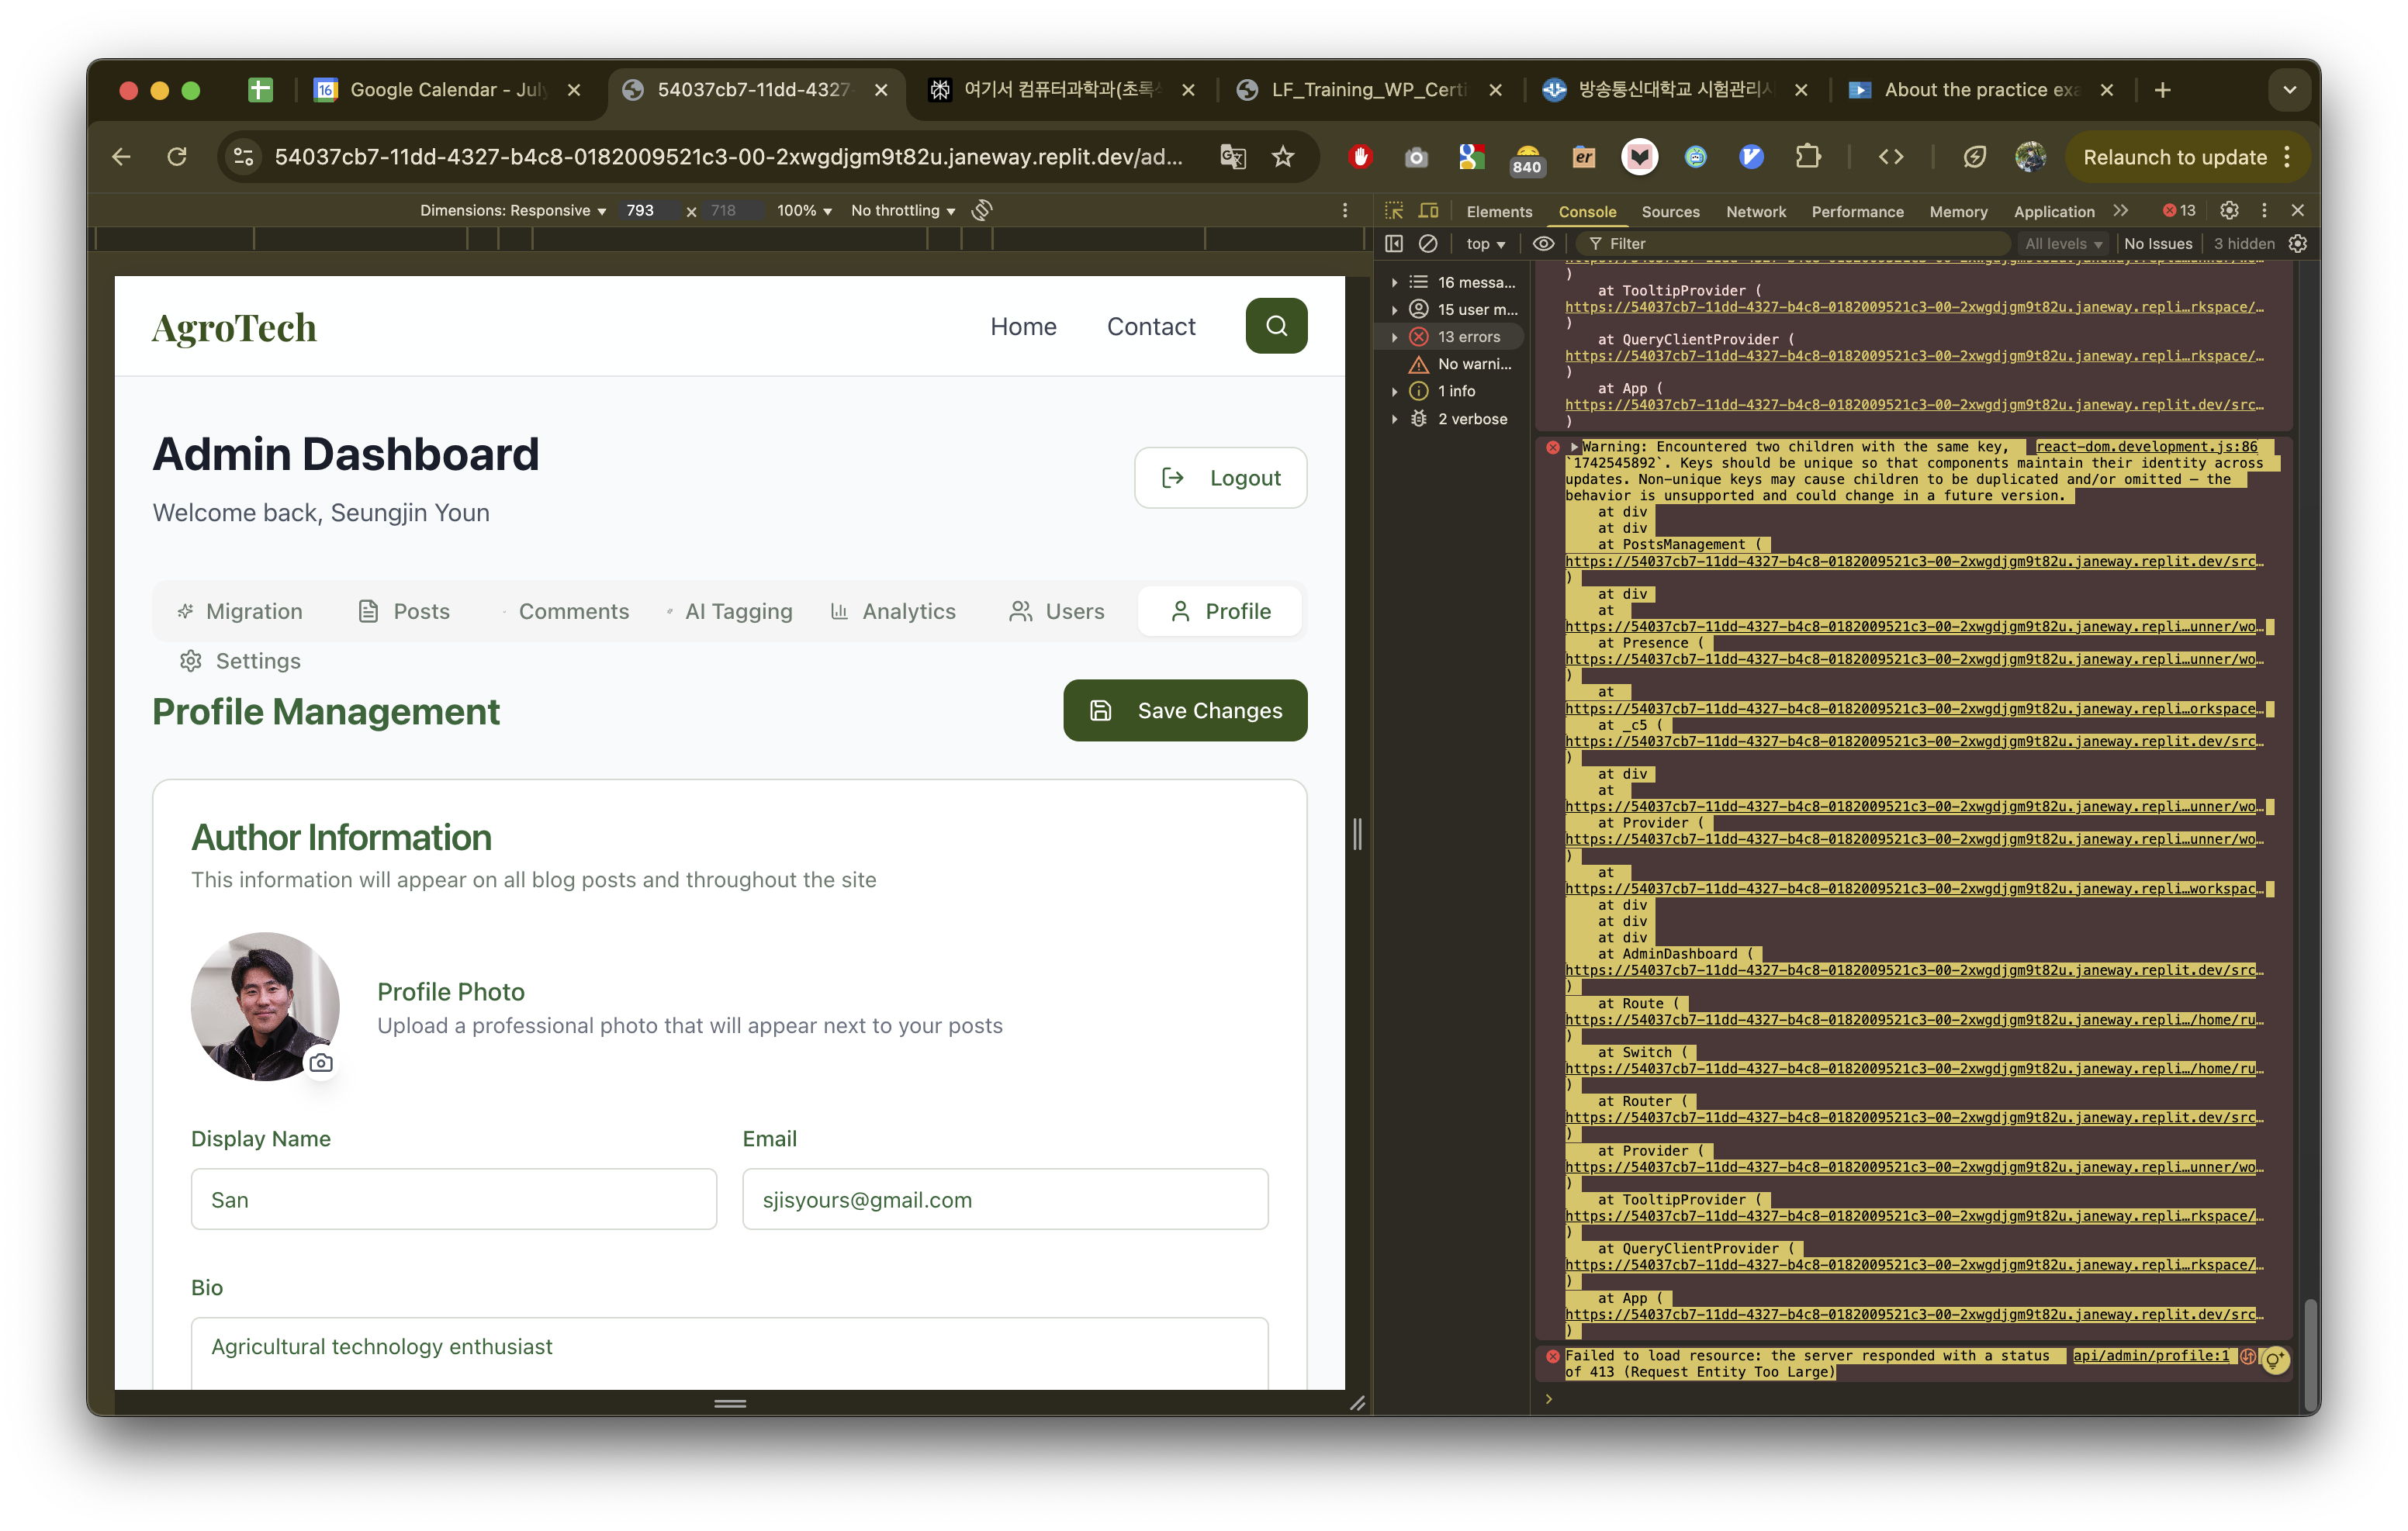 Google Calendar - July
54037cb7-11dd-4327-
여기서 컴퓨터과학과(초록색
LF_Training_WP_Certi
방송통신대학교 시험관리시
About the practice exa
54037cb7-11dd-4327-b4c8-0182009521c3-00-2xwgdjgm9t82u.janeway.replit.dev/ad...
840
er
Relaunch to update
Dimensions: Responsive 793 x 718 100% No throttling
Elements Console Sources Network Performance Memory Application 13
top Filter All levels No Issues 3 hidden
AgroTech
Home
Contact
Admin Dashboard
Welcome back, Seungjin Youn
Logout
Migration
Posts
Comments
AI Tagging
Analytics
Users
Profile
Settings
Profile Management
Save Changes
Author Information
This information will appear on all blog posts and throughout the site
Profile Photo
Upload a professional photo that will appear next to your posts
Display Name
Email
San
sjisyours@gmail.com
Bio
Agricultural technology enthusiast
16 messa...
15 user m...
13 errors
No warni...
1 info
2 verbose
)
at TooltipProvider (
https://54037cb7-11dd-4327-b4c8-0182009521c3-00-2xwgdjgm9t82u.janeway.repli…rkspace/…
)
at QueryClientProvider (
https://54037cb7-11dd-4327-b4c8-0182009521c3-00-2xwgdjgm9t82u.janeway.repli…rkspace/…
)
at App (
https://54037cb7-11dd-4327-b4c8-0182009521c3-00-2xwgdjgm9t82u.janeway.replit.dev/src…
)
Warning: Encountered two children with the same key, react-dom.development.js:86
`1742545892`. Keys should be unique so that components maintain their identity across
updates. Non-unique keys may cause children to be duplicated and/or omitted — the
behavior is unsupported and could change in a future version.
at div
at div
at PostsManagement (
https://54037cb7-11dd-4327-b4c8-0182009521c3-00-2xwgdjgm9t82u.janeway.replit.dev/src…
)
at div
at
https://54037cb7-11dd-4327-b4c8-0182009521c3-00-2xwgdjgm9t82u.janeway.repli…unner/wo…
at Presence (
https://54037cb7-11dd-4327-b4c8-0182009521c3-00-2xwgdjgm9t82u.janeway.repli…unner/wo…
)
at
https://54037cb7-11dd-4327-b4c8-0182009521c3-00-2xwgdjgm9t82u.janeway.repli…orkspace…
at _c5 (
https://54037cb7-11dd-4327-b4c8-0182009521c3-00-2xwgdjgm9t82u.janeway.replit.dev/src…
)
at div
at
https://54037cb7-11dd-4327-b4c8-0182009521c3-00-2xwgdjgm9t82u.janeway.repli…unner/wo…
at Provider (
https://54037cb7-11dd-4327-b4c8-0182009521c3-00-2xwgdjgm9t82u.janeway.repli…unner/wo…
)
at
https://54037cb7-11dd-4327-b4c8-0182009521c3-00-2xwgdjgm9t82u.janeway.repli…workspac…
at div
at div
at div
at AdminDashboard (
https://54037cb7-11dd-4327-b4c8-0182009521c3-00-2xwgdjgm9t82u.janeway.replit.dev/src…
)
at Route (
https://54037cb7-11dd-4327-b4c8-0182009521c3-00-2xwgdjgm9t82u.janeway.repli…/home/ru…
)
at Switch (
https://54037cb7-11dd-4327-b4c8-0182009521c3-00-2xwgdjgm9t82u.janeway.repli…/home/ru…
)
at Router (
https://54037cb7-11dd-4327-b4c8-0182009521c3-00-2xwgdjgm9t82u.janeway.replit.dev/src…
)
at Provider (
https://54037cb7-11dd-4327-b4c8-0182009521c3-00-2xwgdjgm9t82u.janeway.repli…unner/wo…
)
at TooltipProvider (
https://54037cb7-11dd-4327-b4c8-0182009521c3-00-2xwgdjgm9t82u.janeway.repli…rkspace/…
)
at QueryClientProvider (
https://54037cb7-11dd-4327-b4c8-0182009521c3-00-2xwgdjgm9t82u.janeway.repli…rkspace/…
)
at App (
https://54037cb7-11dd-4327-b4c8-0182009521c3-00-2xwgdjgm9t82u.janeway.replit.dev/src…
)
Failed to load resource: the server responded with a status api/admin/profile:1
of 413 (Request Entity Too Large)